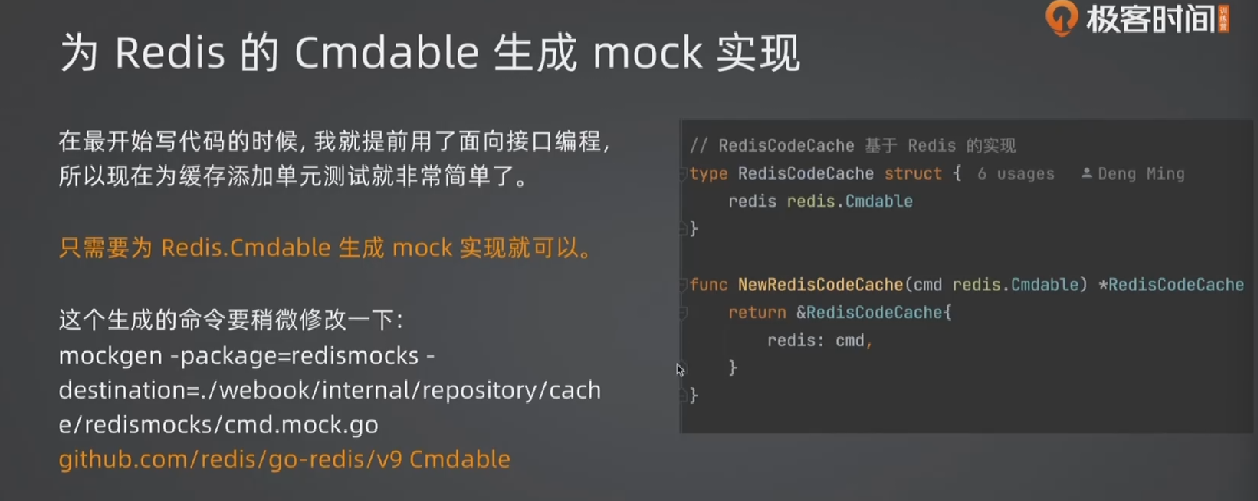 极客时间 训练营
为 Redis 的 Cmdable 生成 mock 实现
在最开始写代码的时候, 我就提前用了面向接口编程,
所以现在为缓存添加单元测试就非常简单了。
只需要为 Redis.Cmdable 生成 mock 实现就可以。
这个生成的命令要稍微修改一下:
mockgen -package=redismocks -
destination=./webook/internal/repository/cach
e/redismocks/cmd.mock.go
github.com/redis/go-redis/v9 Cmdable
// RedisCodeCache 基于 Redis 的实现
type RedisCodeCache struct { 6 usages Deng Ming
redis redis.Cmdable
}
func NewRedisCodeCache(cmd redis.Cmdable) *RedisCodeCache
return &RedisCodeCache{
redis: cmd,
}
}